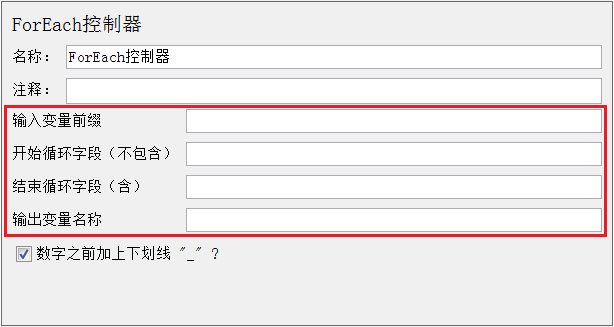 ForEach控制器
名称： ForEach控制器
注释：
输入变量前缀
开始循环字段（不包含）
结束循环字段（含）
输出变量名称
数字之前加上下划线 "_" ？